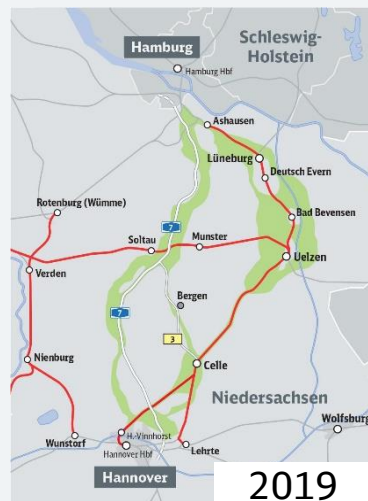 Hamburg
Schleswig-
Holstein
Hamburg Hbf
Ashausen
Lüneburg
Deutsch Evern
Rotenburg (Wümme)
Bad Bevensen
7
Soltau
Munster
Uelzen
Verden
Bergen
7
3
Nienburg
Celle
Niedersachsen
Wolfsburg
H.-Vinnhorst
Wunstorf
Hannover Hbf
Lehrte
Hannover
2019